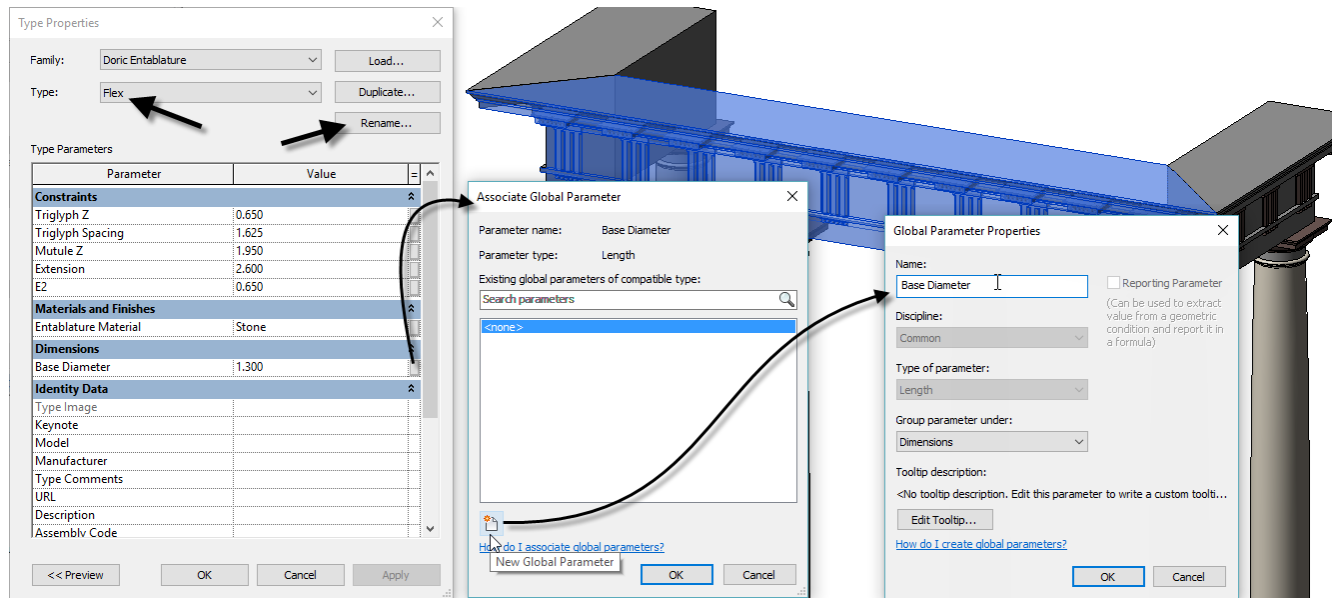 Type Properties
Family: Doric Entablature Load...
Type: Flex Duplicate...
Rename...
Type Parameters
Parameter Value =
Constraints
Triglyph Z 0.650
Triglyph Spacing 1.625
Mutule Z 1.950
Extension 2.600
E2 0.650
Materials and Finishes
Entablature Material Stone
Dimensions
Base Diameter 1.300
Identity Data
Type Image
Keynote
Model
Manufacturer
Type Comments
URL
Description
Assembly Code
<< Preview OK Cancel Apply
Associate Global Parameter
Parameter name: Base Diameter
Parameter type: Length
Existing global parameters of compatible type:
Search parameters
<none>
How do I associate global parameters?
New Global Parameter
OK Cancel
Global Parameter Properties
Name:
Base Diameter
Reporting Parameter
(Can be used to extract
value from a geometric
condition and report it in
a formula)
Discipline:
Common
Type of parameter:
Length
Group parameter under:
Dimensions
Tooltip description:
<No tooltip description. Edit this parameter to write a custom toolti...
Edit Tooltip...
How do I create global parameters?
OK Cancel